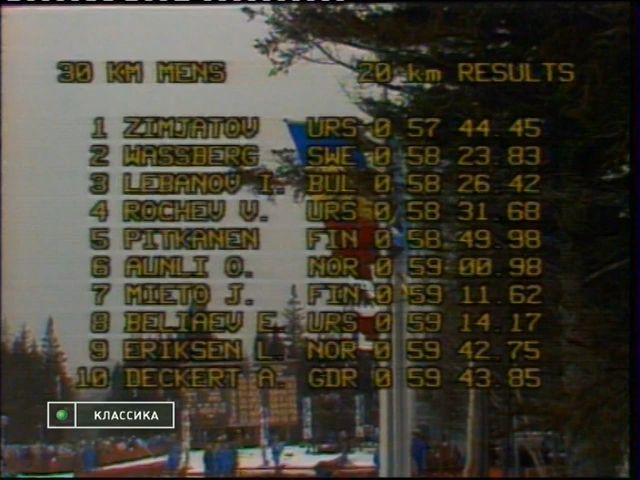 30 KM MENS 20 km RESULTS
1 ZIMJATOV URS 0 57 44.45
2 WASSBERG SWE 0 58 23.83
3 LEBANOV I. BUL 0 58 26.42
4 ROCHEV V. URS 0 58 31.68
5 PITKANEN FIN 0 58 49.98
6 AUNLI O. NOR 0 59 00.98
7 MIETO J. FIN 0 59 11.62
8 BELIAEV E. URS 0 59 14.17
9 ERIKSEN L. NOR 0 59 42.75
10 DECKERT A. GDR 0 59 43.85
КЛАССИКА